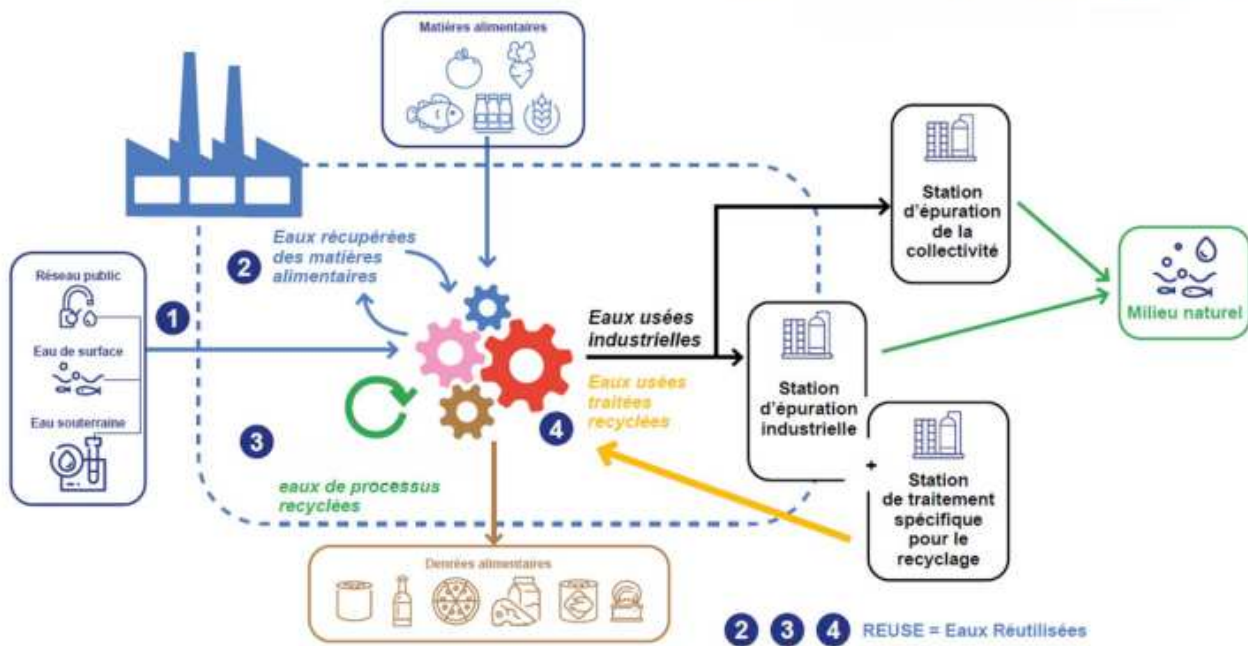 Matières alimentaires
Réseau public
Eau de surface
Eau souterraine
1
2
Eaux récupérées
des matières
alimentaires
3
eaux de processus
recyclées
Eaux usées
industrielles
Eaux usées
traitées
recyclées
4
Station
d'épuration
de la
collectivité
Station
d'épuration
industrielle
+
Station
de traitement
spécifique
pour le
recyclage
Milieu naturel
Denrées alimentaires
2 3 4 REUSE = Eaux Réutilisées